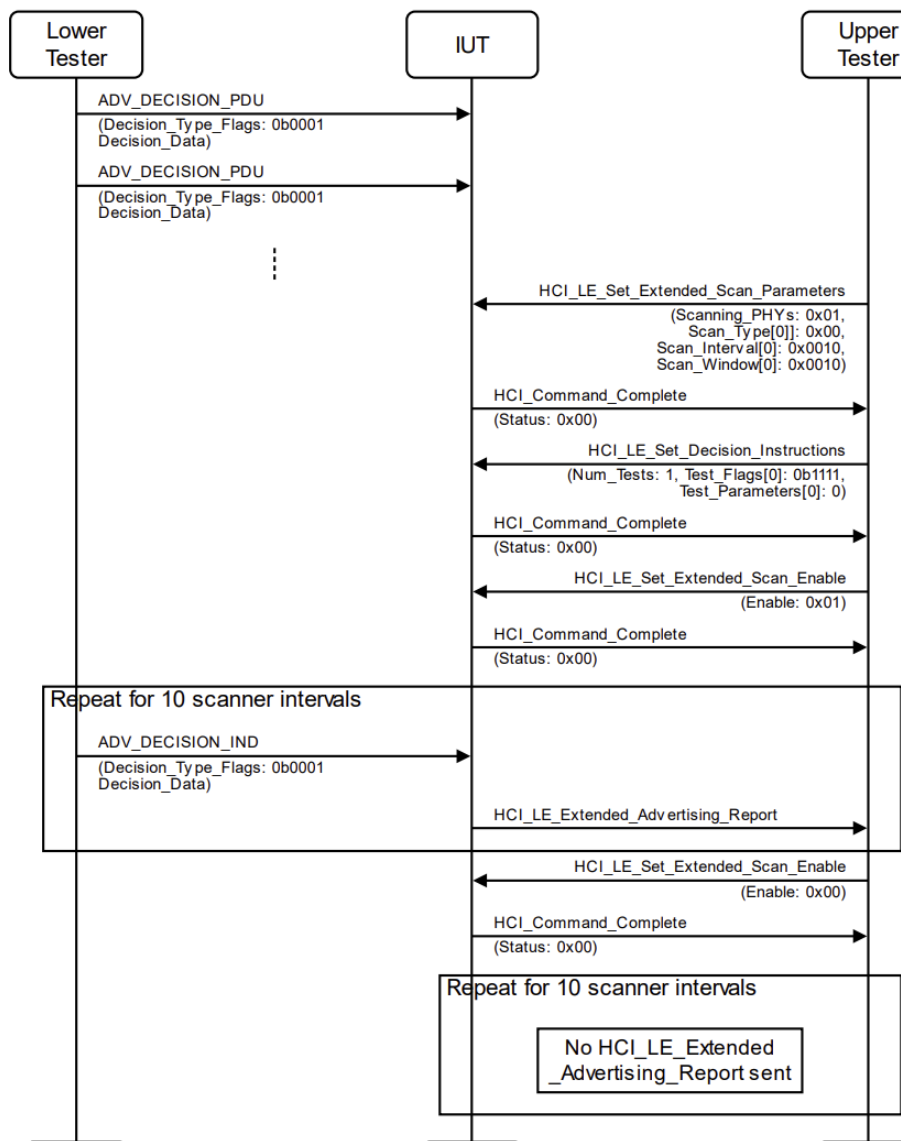 Lower
Tester
IUT
Upper
Tester
ADV_DECISION_PDU
(Decision_Type_Flags: 0b0001
Decision_Data)
ADV_DECISION_PDU
(Decision_Type_Flags: 0b0001
Decision_Data)
HCI_LE_Set_Extended_Scan_Parameters
(Scanning_PHYs: 0x01,
Scan_Type[0]]: 0x00,
Scan_Interval[0]: 0x0010,
Scan_Window[0]: 0x0010)
HCI_Command_Complete
(Status: 0x00)
HCI_LE_Set_Decision_Instructions
(Num_Tests: 1, Test_Flags[0]: 0b1111,
Test_Parameters[0]: 0)
HCI_Command_Complete
(Status: 0x00)
HCI_LE_Set_Extended_Scan_Enable
(Enable: 0x01)
HCI_Command_Complete
(Status: 0x00)
Repeat for 10 scanner intervals
ADV_DECISION_IND
(Decision_Type_Flags: 0b0001
Decision_Data)
HCI_LE_Extended_Advertising_Report
HCI_LE_Set_Extended_Scan_Enable
(Enable: 0x00)
HCI_Command_Complete
(Status: 0x00)
Repeat for 10 scanner intervals
No HCI_LE_Extended
_Advertising_Report sent